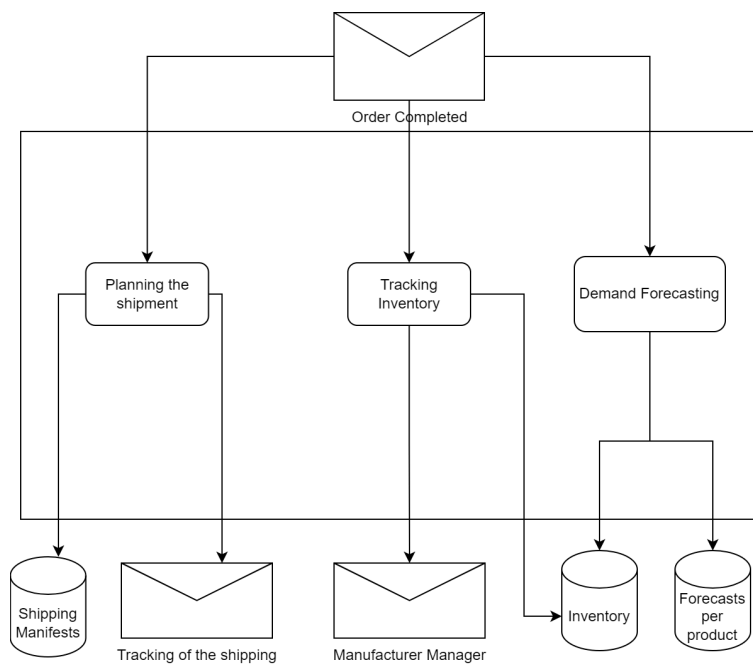 Order Completed
Planning the
shipment
Tracking
Inventory
Demand Forecasting
Shipping
Manifests
Tracking of the shipping
Manufacturer Manager
Inventory
Forecasts
per
product